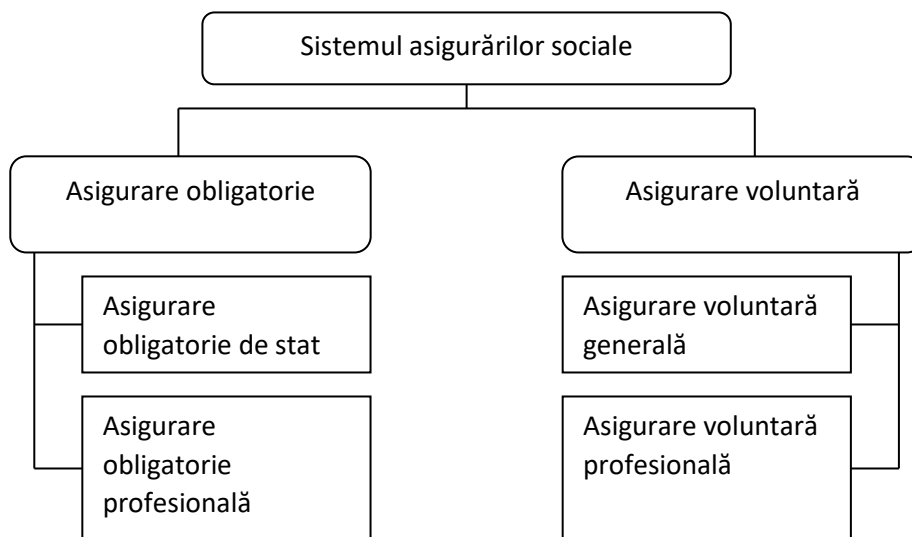 Sistemul asigurărilor sociale
Asigurare obligatorie
Asigurare voluntară
Asigurare
obligatorie de stat
Asigurare voluntară
generală
Asigurare
obligatorie
profesională
Asigurare voluntară
profesională